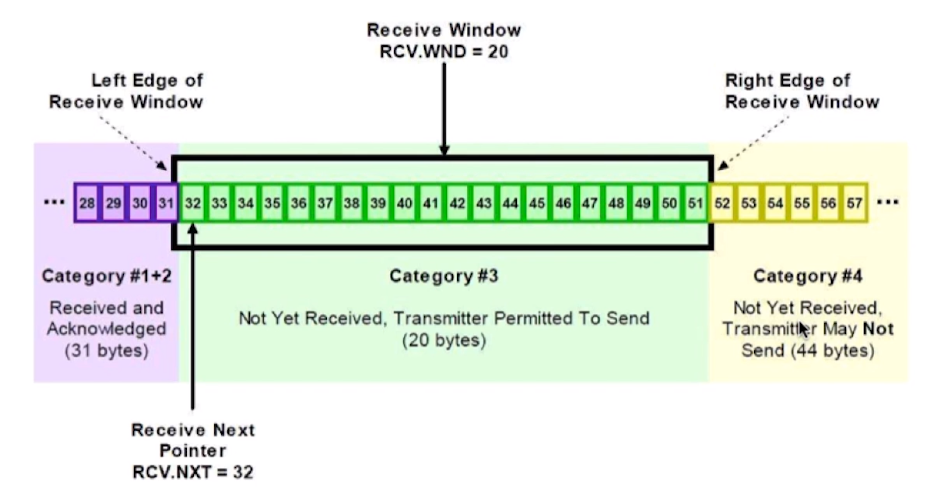 Receive Window
RCV.WND = 20
Left Edge of
Receive Window
Right Edge of
Receive Window
... 28 29 30 31 32 33 34 35 36 37 38 39 40 41 42 43 44 45 46 47 48 49 50 51 52 53 54 55 56 57 ...
Category #1+2
Received and
Acknowledged
(31 bytes)
Category #3
Not Yet Received, Transmitter Permitted To Send
(20 bytes)
Category #4
Not Yet Received,
Transmitter May Not
Send (44 bytes)
Receive Next
Pointer
RCV.NXT = 32